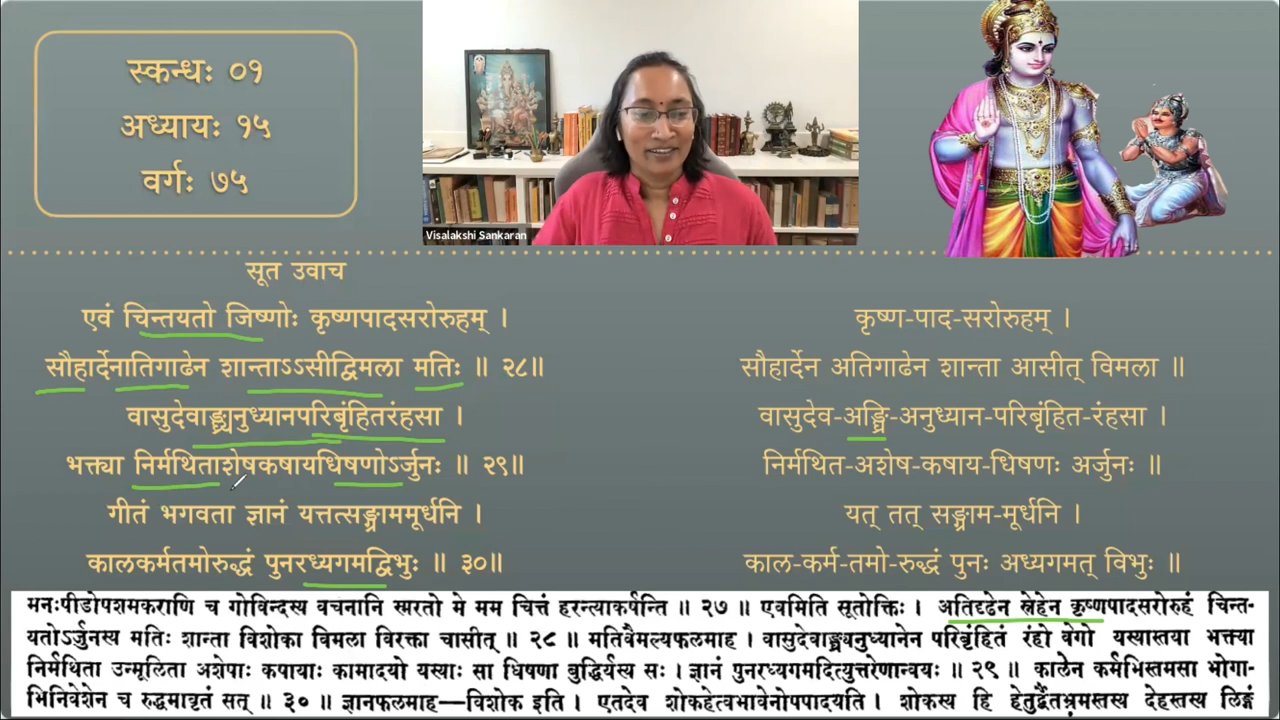 स्कन्धः ०१
अध्यायः १५
वर्गः ७५
Visalakshi Sankaran
सूत उवाच
एवं चिन्तयतो जिष्णोः कृष्णपादसरोरुहम् ।
सौहार्देनातिगाढेन शान्ताऽऽसीद्विमला मतिः ॥ २८॥
वासुदेवाङ्घ्र्यनुध्यानपरिबृंहितरंहसा ।
भक्त्या निर्मथिताशेषकषायधिषणोऽर्जुनः ॥ २९॥
गीतं भगवता ज्ञानं यत्तत्सङ्ग्राममूर्धनि ।
कालकर्मतमोरुद्धं पुनरध्यगमद्विभुः ॥ ३०॥
कृष्ण-पाद-सरोरुहम् ।
सौहार्देन अतिगाढेन शान्ता आसीत् विमला ॥
वासुदेव-अङ्घ्रि-अनुध्यान-परिबृंहित-रंहसा ।
निर्मथित-अशेष-कषाय-धिषणः अर्जुनः ॥
यत् तत् सङ्ग्राम-मूर्धनि ।
काल-कर्म-तमो-रुद्धं पुनः अध्यगमत् विभुः ॥
मनःपीडोपशमकराणि च गोविन्दस्य वचनानि स्मरतो मे मम चित्तं हरन्त्याकर्षन्ति ॥ २७ ॥ एवमिति सूतोक्तिः । अतिदृढेन स्नेहेन कृष्णपादसरोरुहं चिन्त-
यतोऽर्जुनस्य मतिः शान्ता विशोका विमला विरक्ता चासीत् ॥ २८ ॥ मतिवैमल्यफलमाह । वासुदेवाङ्घ्र्यनुध्यानेन परिबृंहितं रंहो वेगो यस्यास्तया भक्त्या
निर्मथिता उन्मूलिता अशेषाः कषायाः कामादयो यस्याः सा धिषणा बुद्धिर्यस्य सः । ज्ञानं पुनरध्यगमदित्युत्तरेणान्वयः ॥ २९ ॥ कालेन कर्मभिस्तमसा भोगा-
भिनिवेशेन च रुद्धमावृतं सत् ॥ ३० ॥ ज्ञानफलमाह—विशोक इति । एतदेव शोकहेत्वभावेनोपपादयति । शोकस्य हि हेतुर्द्वैतभ्रमस्तस्य देहस्तस्य लिङ्गं